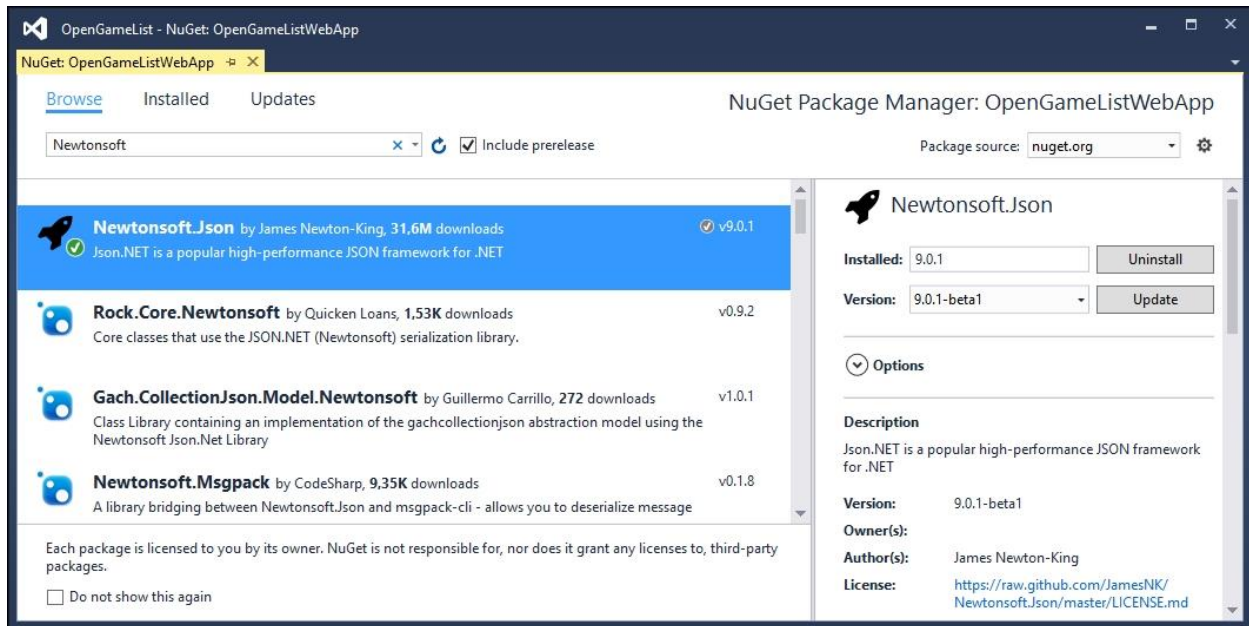 OpenGameList - NuGet: OpenGameListWebApp
NuGet: OpenGameListWebApp
Browse Installed Updates
NuGet Package Manager: OpenGameListWebApp
Newtonsoft
Include prerelease
Package source: nuget.org
Newtonsoft.Json by James Newton-King, 31,6M downloads v9.0.1
Json.NET is a popular high-performance JSON framework for .NET
Rock.Core.Newtonsoft by Quicken Loans, 1,53K downloads v0.9.2
Core classes that use the JSON.NET (Newtonsoft) serialization library.
Gach.CollectionJson.Model.Newtonsoft by Guillermo Carrillo, 272 downloads v1.0.1
Class Library containing an implementation of the gachcollectionjson abstraction model using the
Newtonsoft Json.Net Library
Newtonsoft.Msgpack by CodeSharp, 9,35K downloads v0.1.8
A library bridging between Newtonsoft.Json and msgpack-cli - allows you to deserialize message
Each package is licensed to you by its owner. NuGet is not responsible for, nor does it grant any licenses to, third-party
packages.
Do not show this again
Newtonsoft.Json
Installed: 9.0.1 Uninstall
Version: 9.0.1-beta1 Update
Options
Description
Json.NET is a popular high-performance JSON framework
for .NET
Version: 9.0.1-beta1
Owner(s):
Author(s): James Newton-King
License: https://raw.github.com/JamesNK/
Newtonsoft.Json/master/LICENSE.md